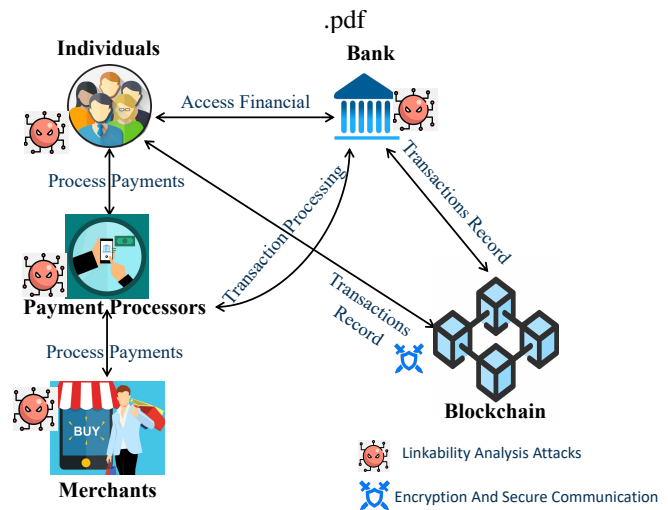 .pdf
Individuals
Bank
Access Financial
Process Payments
Transaction Processing
Transactions Record
Payment Processors
Transactions
Record
Process Payments
BUY
Merchants
Blockchain
Linkability Analysis Attacks
Encryption And Secure Communication